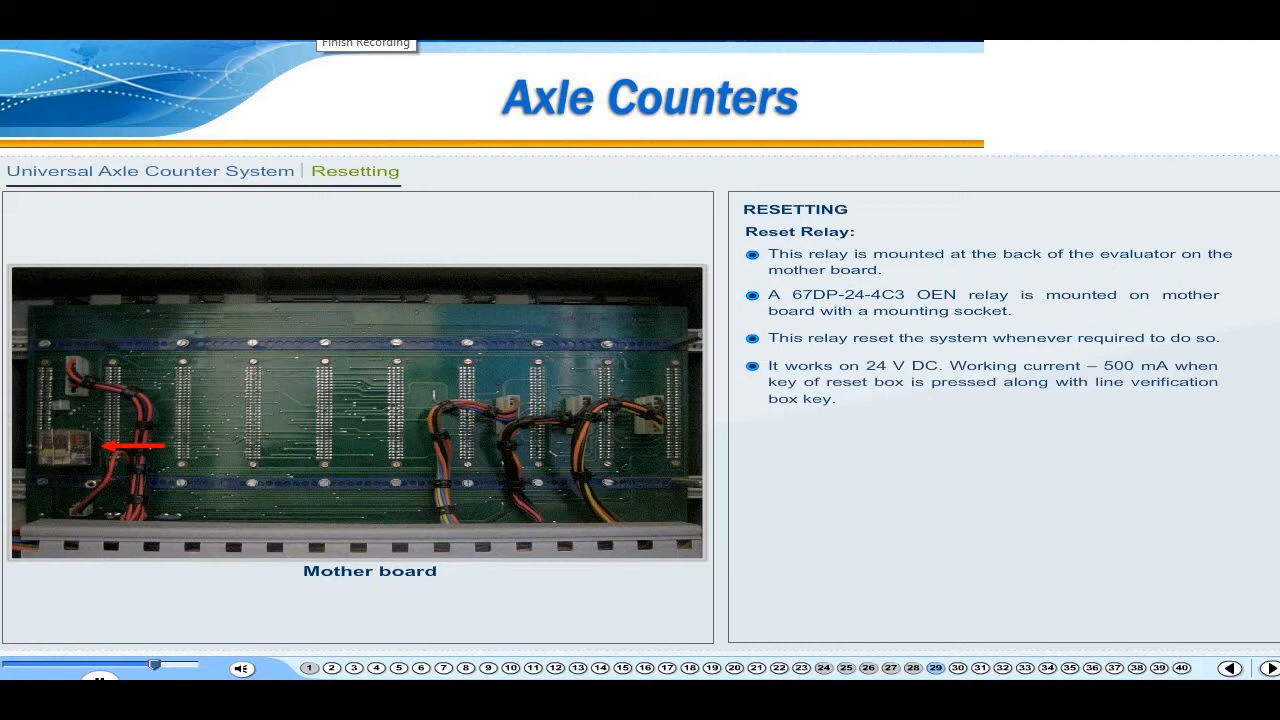 Finish Recording
Axle Counters
Universal Axle Counter System | Resetting
RESETTING
Reset Relay:
This relay is mounted at the back of the evaluator on the
mother board.
A 67DP-24-4C3 OEN relay is mounted on mother
board with a mounting socket.
This relay reset the system whenever required to do so.
It works on 24 V DC. Working current – 500 mA when
key of reset box is pressed along with line verification
box key.
Mother board
1 2 3 4 5 6 7 8 9 10 11 12 13 14 15 16 17 18 19 20 21 22 23 24 25 26 27 28 29 30 31 32 33 34 35 36 37 38 39 40